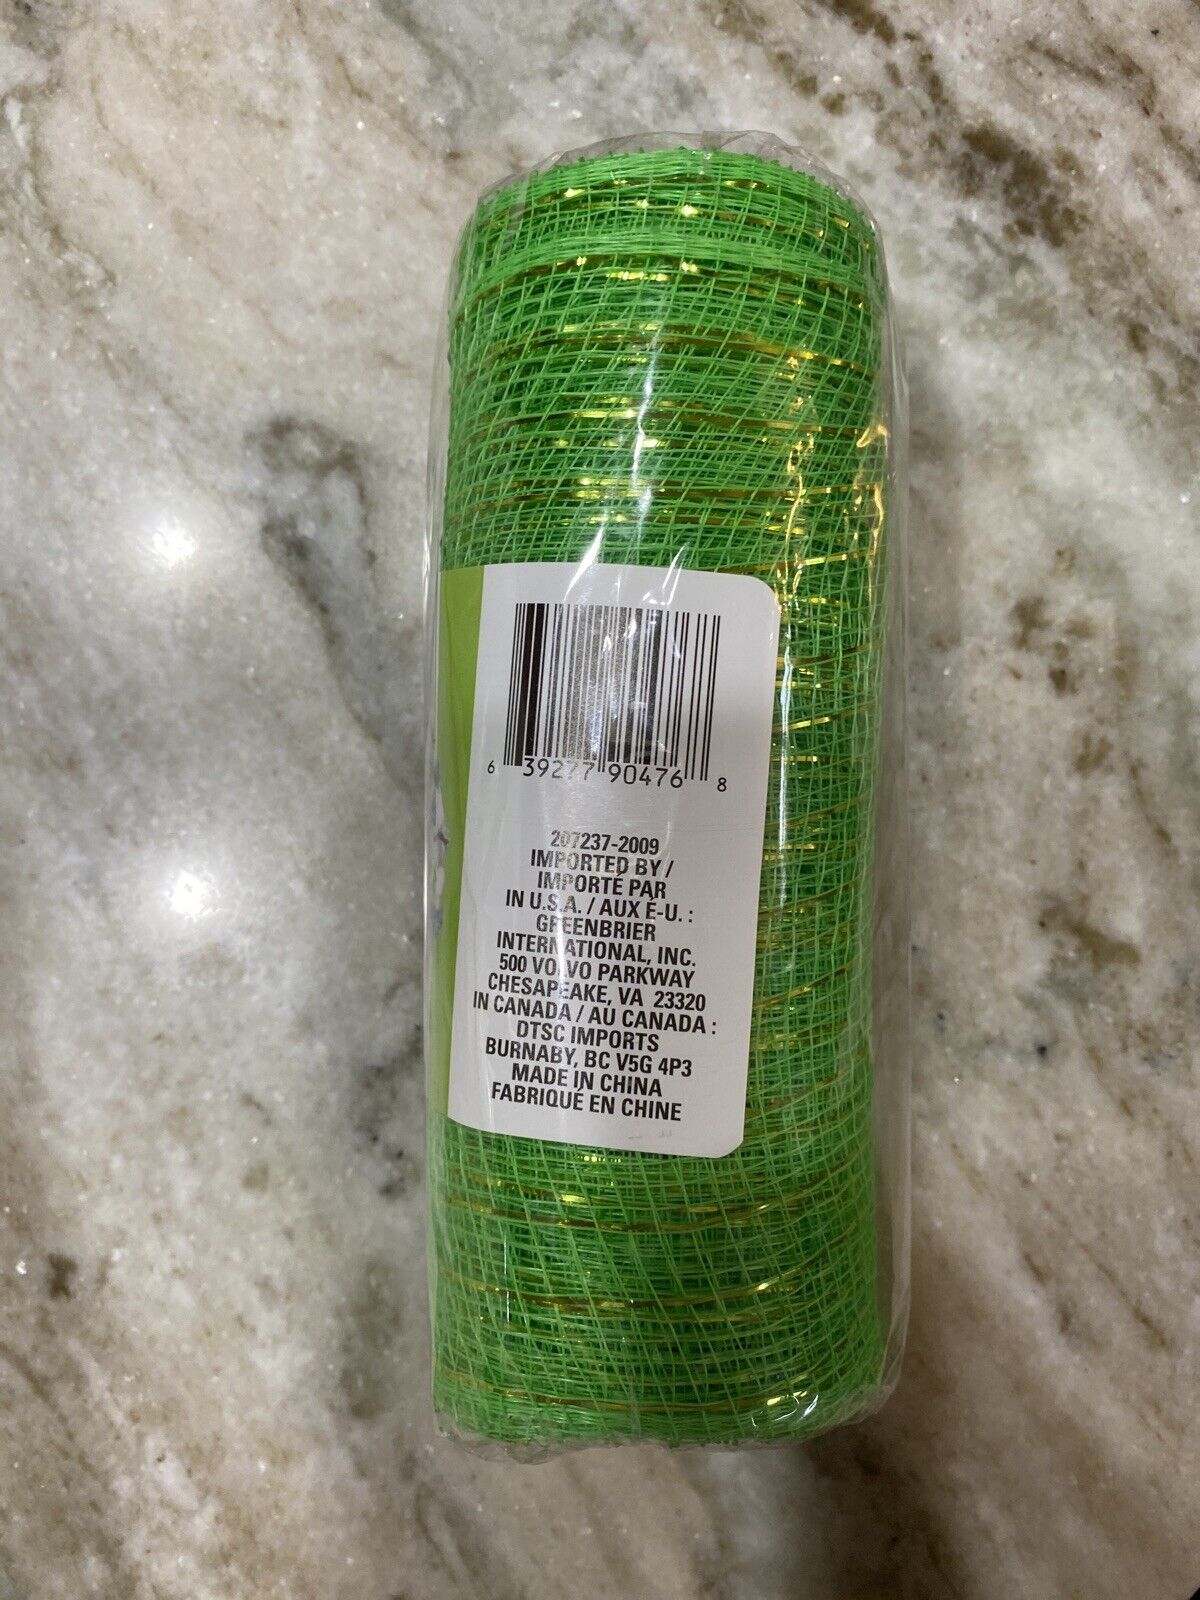 6 39277 90476 8
207237-2009
IMPORTED BY /
IMPORTÉ PAR
IN U.S.A. / AUX É-U. :
GREENBRIER
INTERNATIONAL, INC.
500 VOLVO PARKWAY
CHESAPEAKE, VA 23320
IN CANADA / AU CANADA :
DTSC IMPORTS
BURNABY, BC V5G 4P3
MADE IN CHINA
FABRIQUÉ EN CHINE